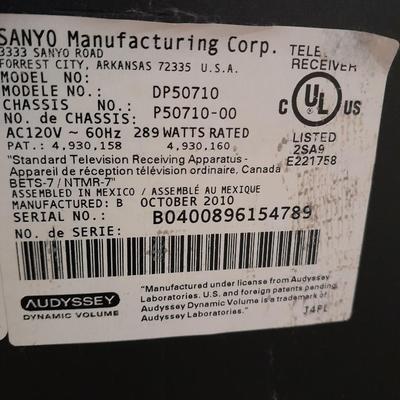 SANYO Manufacturing Corp.
3333 SANYO ROAD
FORREST CITY, ARKANSAS 72335 U.S.A.
TELE
RECEIVER
MODEL NO:
MODELE NO.: DP50710
CHASSIS NO.: P50710-00
NO. de CHASSIS:
AC120V ~ 60Hz 289 WATTS RATED
PAT.: 4,930,158 4,930,160
C UL US
LISTED
2SA9
E221758
"Standard Television Receiving Apparatus -
Appareil de réception télévision ordinaire, Canada
BETS-7 / NTMR-7"
ASSEMBLED IN MEXICO / ASSEMBLÉ AU MEXIQUE
MANUFACTURED: B OCTOBER 2010
SERIAL NO.: B0400896154789
NO. de SERIE:
AUDYSSEY
DYNAMIC VOLUME
"Manufactured under license from Audyssey
Laboratories. U.S. and foreign patents pending.
Audyssey Dynamic Volume is a trademark of
Audyssey Laboratories."
J4FL